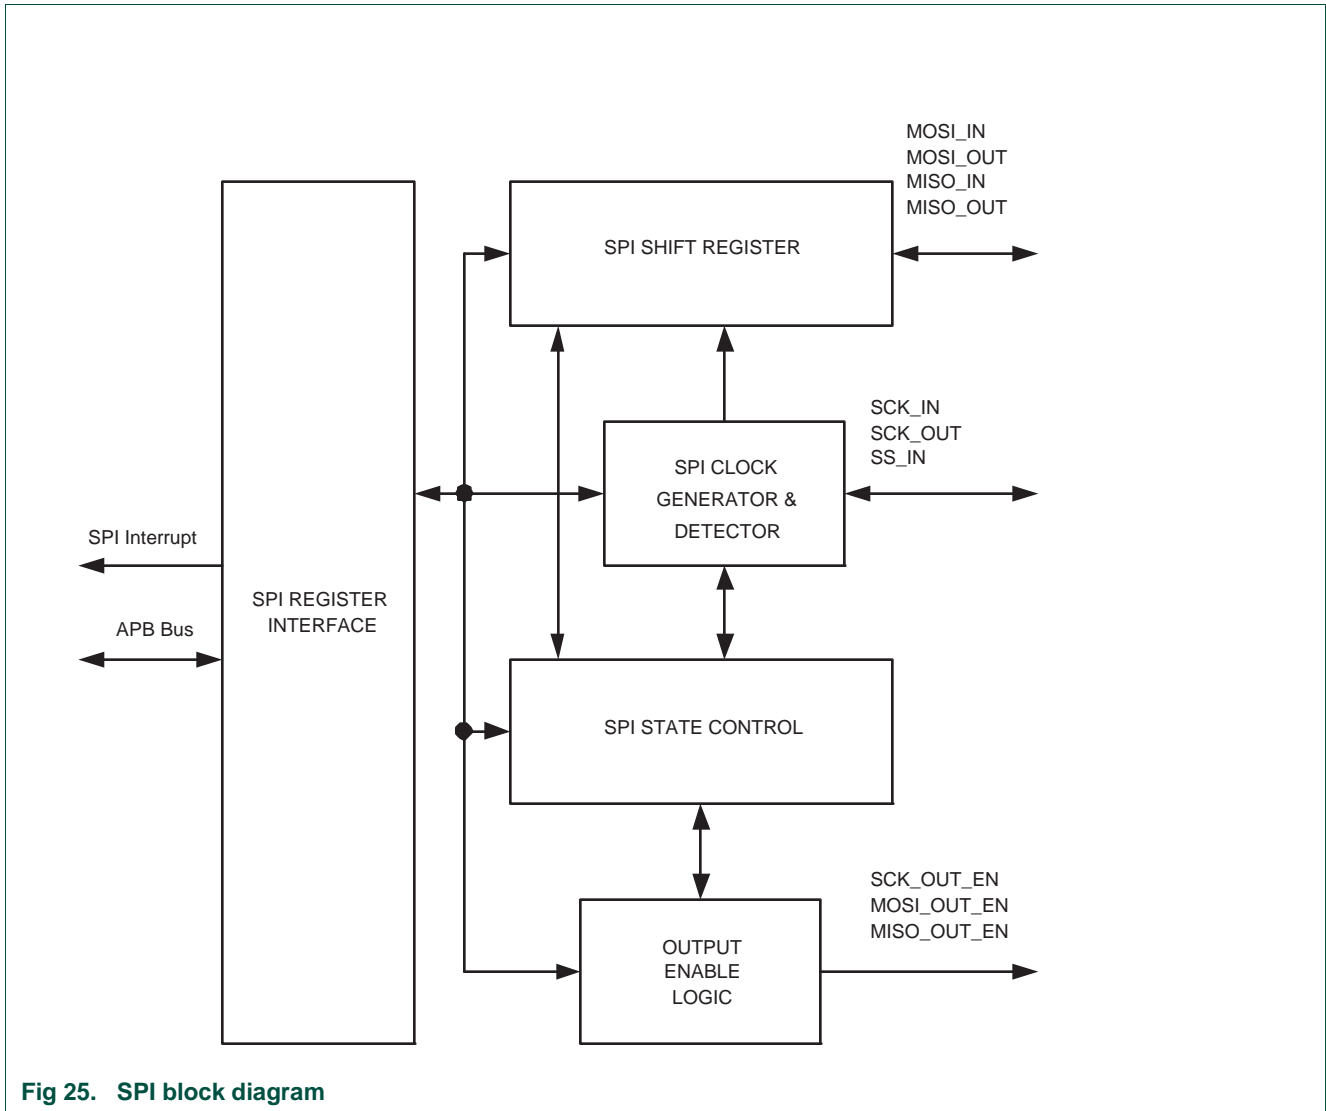 MOSI_IN
MOSI_OUT
MISO_IN
MISO_OUT
SPI SHIFT REGISTER
SCK_IN
SCK_OUT
SS_IN
SPI CLOCK
GENERATOR &
DETECTOR
SPI Interrupt
APB Bus
SPI REGISTER
INTERFACE
SPI STATE CONTROL
SCK_OUT_EN
MOSI_OUT_EN
MISO_OUT_EN
OUTPUT
ENABLE
LOGIC
Fig 25. SPI block diagram